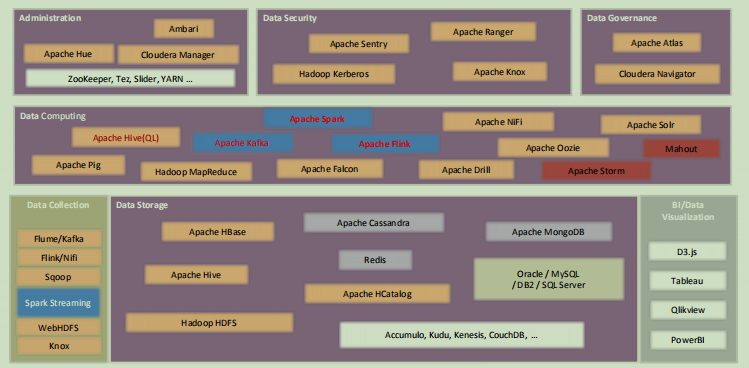 Administration
Ambari
Apache Hue
Cloudera Manager
ZooKeeper, Tez, Slider, YARN ...
Data Security
Apache Ranger
Apache Sentry
Hadoop Kerberos
Apache Knox
Data Governance
Apache Atlas
Cloudera Navigator
Data Computing
Apache Spark
Apache NiFi
Apache Solr
Apache Hive(QL)
Apache Kafka
Apache Flink
Apache Oozie
Mahout
Apache Pig
Hadoop MapReduce
Apache Falcon
Apache Drill
Apache Storm
Data Collection
Flume/Kafka
Flink/Nifi
Sqoop
Spark Streaming
WebHDFS
Knox
Data Storage
Apache HBase
Apache Cassandra
Apache MongoDB
Redis
Apache Hive
Oracle / MySQL
/ DB2 / SQL Server
Apache HCatalog
Hadoop HDFS
Accumulo, Kudu, Kenesis, CouchDB, ...
BI/Data
Visualization
D3.js
Tableau
Qlikview
PowerBI